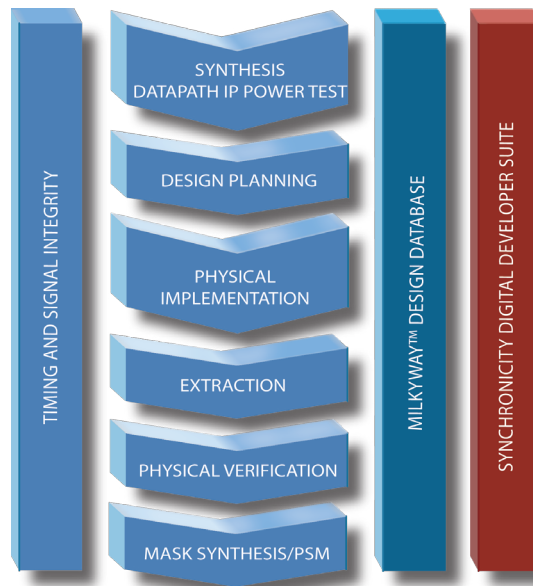 TIMING AND SIGNAL INTEGRITY
SYNTHESIS
DATAPATH IP POWER TEST
DESIGN PLANNING
PHYSICAL
IMPLEMENTATION
EXTRACTION
PHYSICAL VERIFICATION
MASK SYNTHESIS/PSM
MILKYWAY™ DESIGN DATABASE
SYNCHRONICITY DIGITAL DEVELOPER SUITE